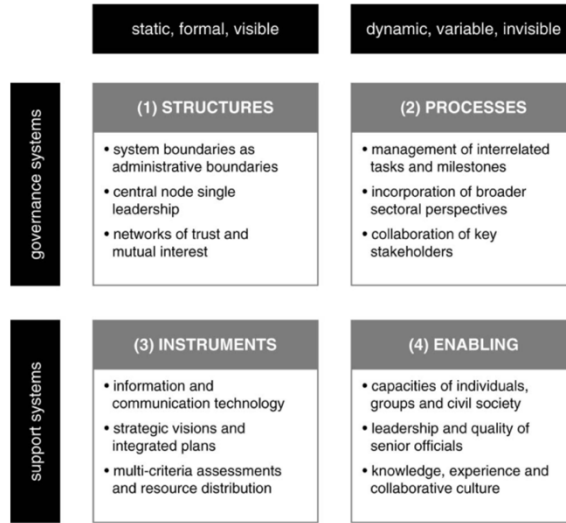 static, formal, visible
dynamic, variable, invisible
governance systems
(1) STRUCTURES
• system boundaries as
administrative boundaries
• central node single
leadership
• networks of trust and
mutual interest
(2) PROCESSES
• management of interrelated
tasks and milestones
• incorporation of broader
sectoral perspectives
• collaboration of key
stakeholders
support systems
(3) INSTRUMENTS
• information and
communication technology
• strategic visions and
integrated plans
• multi-criteria assessments
and resource distribution
(4) ENABLING
• capacities of individuals,
groups and civil society
• leadership and quality of
senior officials
• knowledge, experience and
collaborative culture